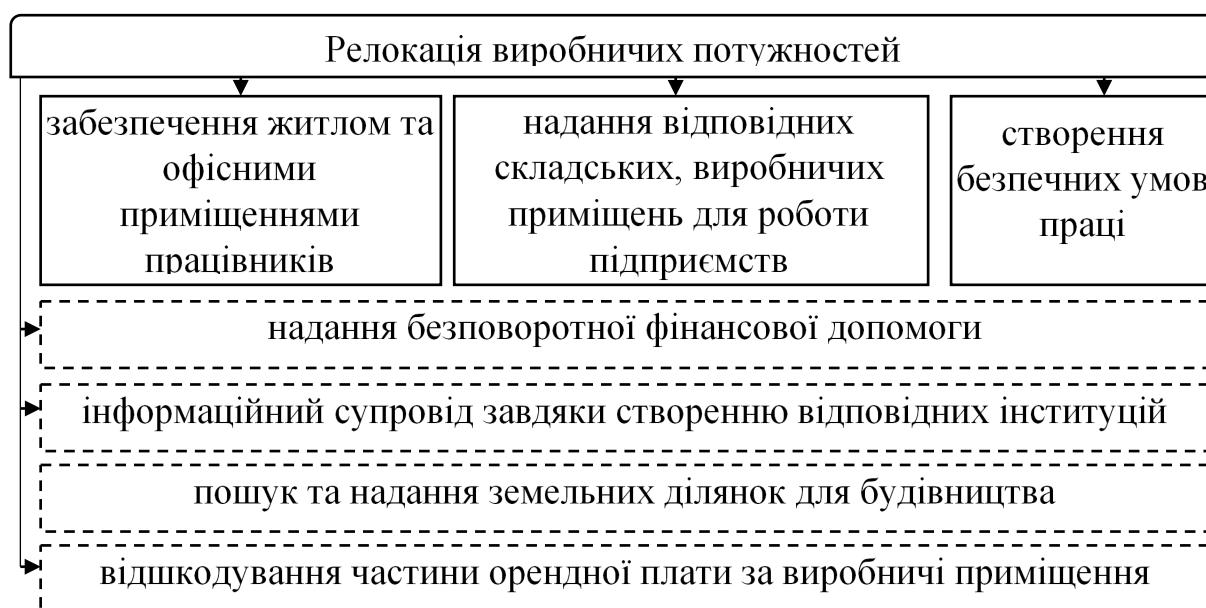 Релокація виробничих потужностей
забезпечення житлом та
офісними
приміщеннями
працівників
надання відповідних
складських, виробничих
приміщень для роботи
підприємств
створення
безпечних умов
праці
надання безповоротної фінансової допомоги
інформаційний супровід завдяки створенню відповідних інституцій
пошук та надання земельних ділянок для будівництва
відшкодування частини орендної плати за виробничі приміщення